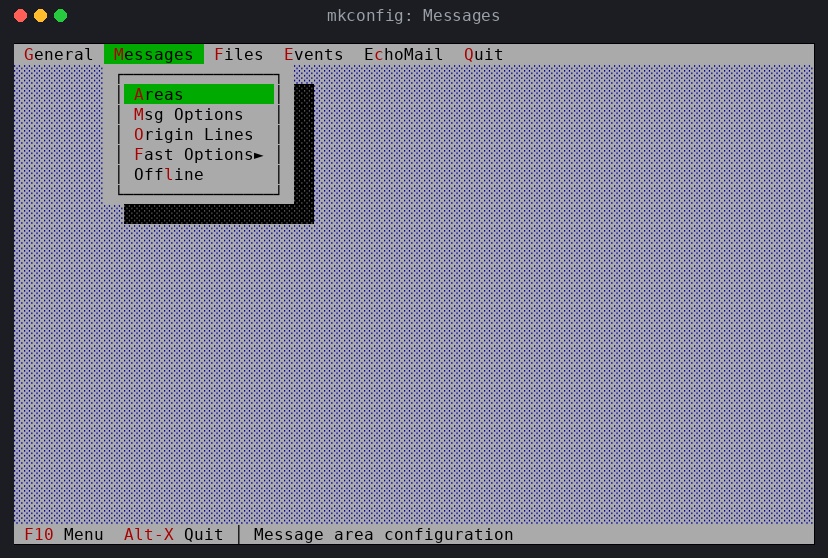 mkconfig: Messages
General  Messages  Files  Events  EchoMail  Quit
Areas
Msg Options
Origin Lines
Fast Options►
Offline
F10 Menu  Alt-X Quit │ Message area configuration